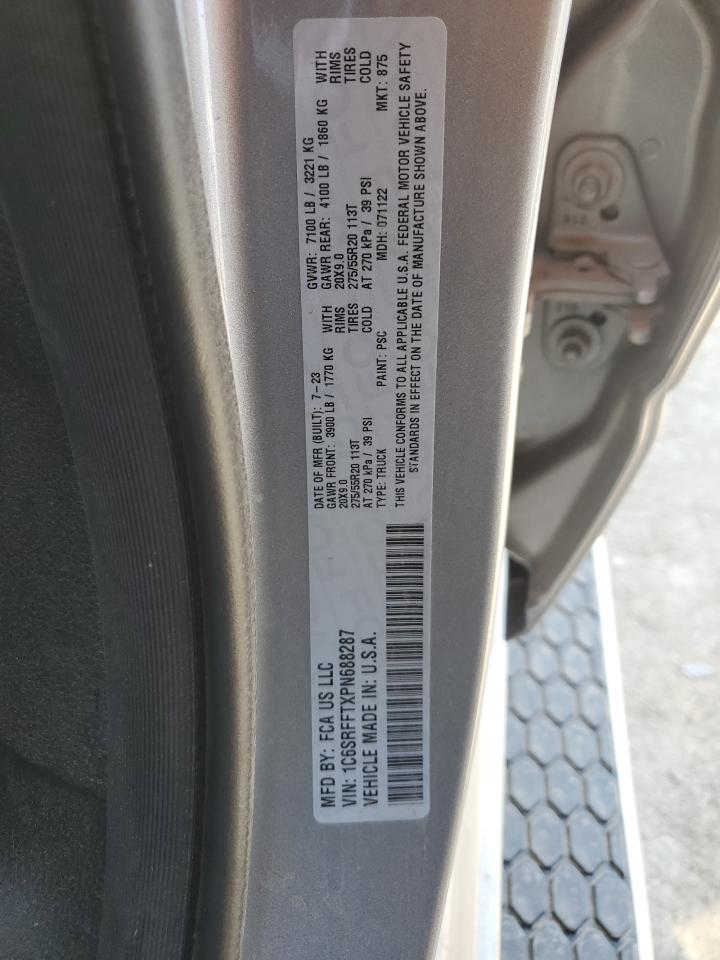 MFD BY: FCA US LLC
VIN: 1C6SRFFTXPN688287
VEHICLE MADE IN: U.S.A.
DATE OF MFR (BUILT): 7-23 GVWR: 7100 LB / 3221 KG
GAWR FRONT: 3900 LB / 1770 KG WITH GAWR REAR: 4100 LB / 1860 KG WITH
20X9.0 RIMS 20X9.0 RIMS
275/55R20 113T TIRES 275/55R20 113T TIRES
AT 270 kPa / 39 PSI COLD AT 270 kPa / 39 PSI COLD
TYPE: TRUCK PAINT: PSC MDH: 071122 MKT: 875
THIS VEHICLE CONFORMS TO ALL APPLICABLE U.S.A. FEDERAL MOTOR VEHICLE SAFETY
STANDARDS IN EFFECT ON THE DATE OF MANUFACTURE SHOWN ABOVE.